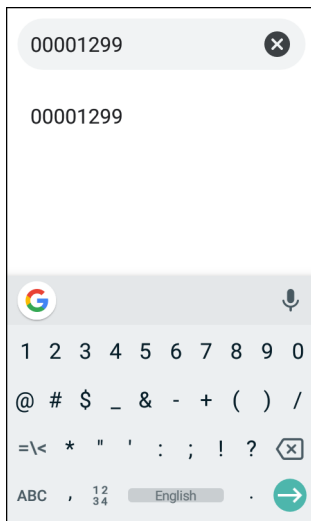 00001299
00001299
1 2 3 4 5 6 7 8 9 0
@ # $ _ & - + ( ) /
=\< * " ' : ; ! ?
ABC , 12 34 English .